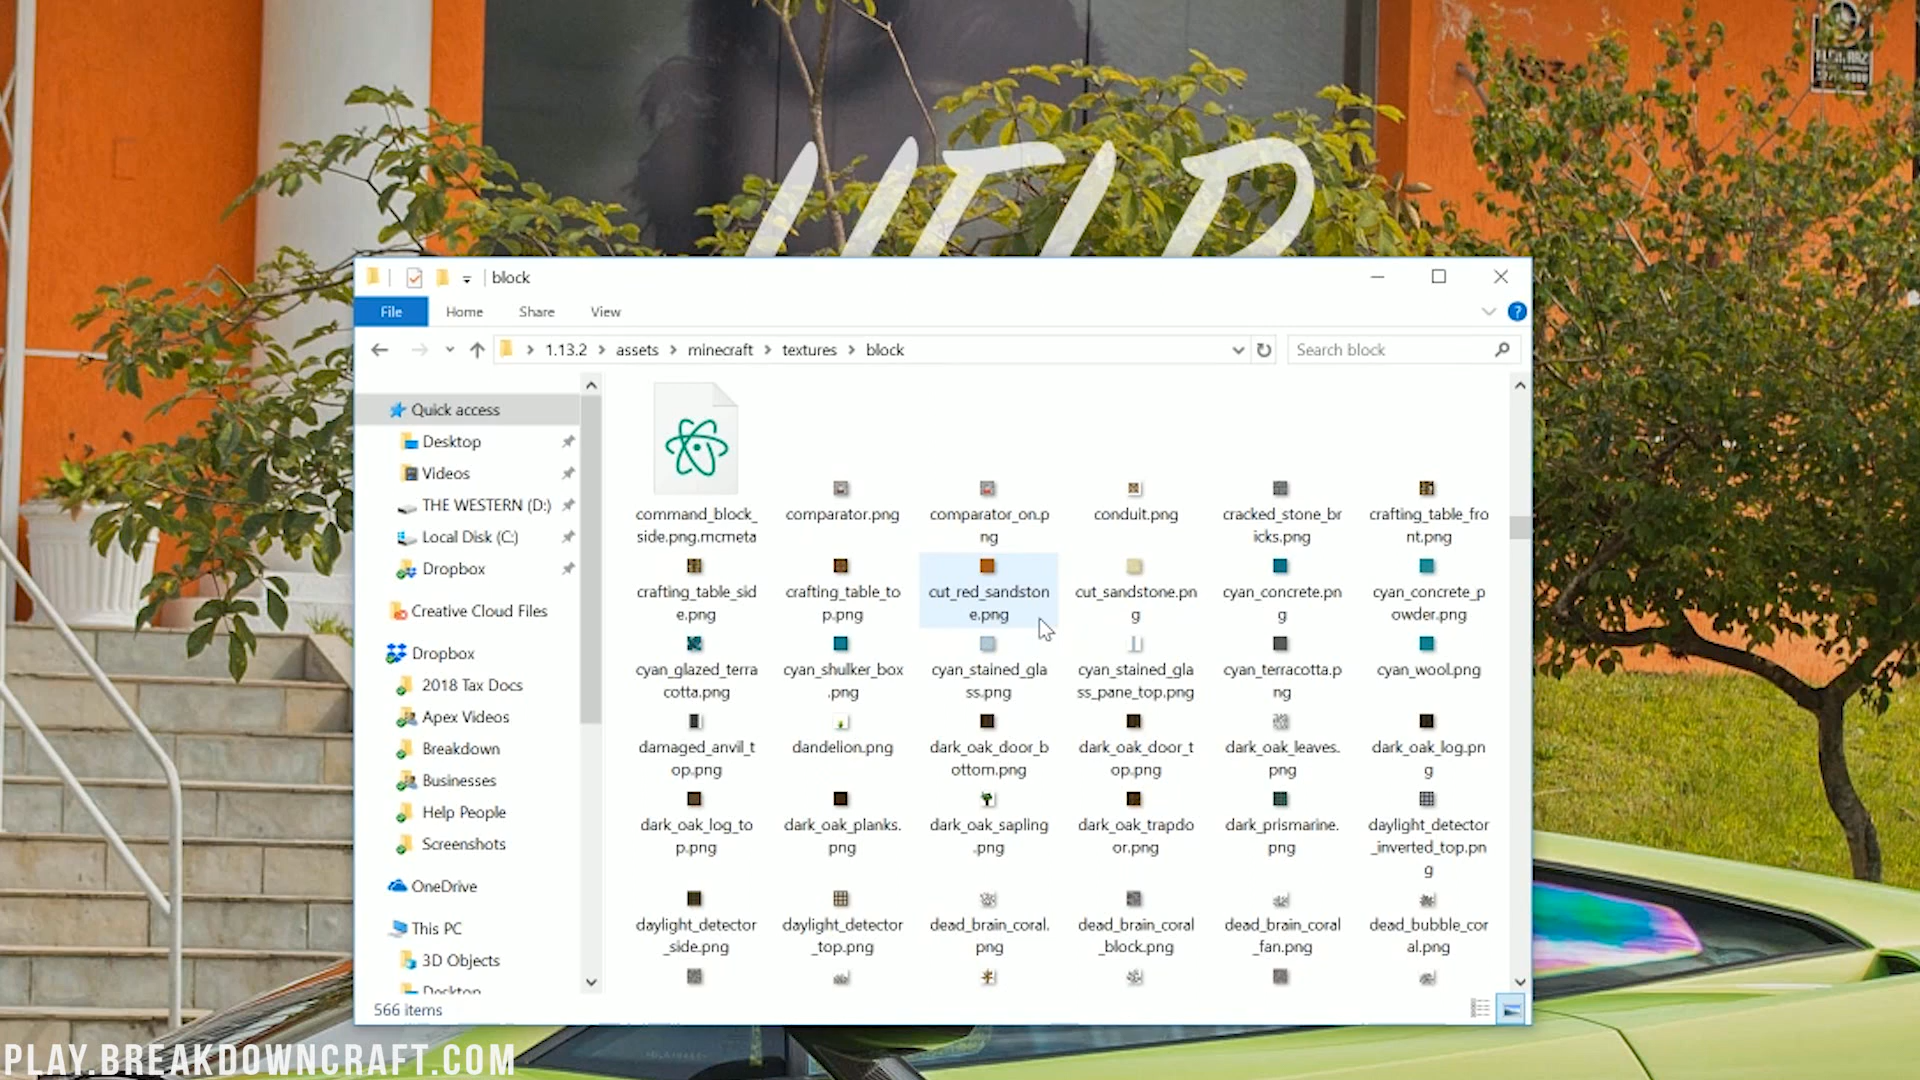 HELP
block
File Home Share View
1.13.2 assets minecraft textures block
Search block
Quick access
Desktop
Videos
THE WESTERN (D:)
Local Disk (C:)
Dropbox
Creative Cloud Files
Dropbox
2018 Tax Docs
Apex Videos
Breakdown
Businesses
Help People
Screenshots
OneDrive
This PC
3D Objects
Desktop
command_block_ comparator.png comparator_on.p conduit.png cracked_stone_br crafting_table_fro
side.png.mcmeta ng icks.png nt.png
crafting_table_sid crafting_table_to cut_red_sandston cut_sandstone.pn cyan_concrete.pn cyan_concrete_p
e.png p.png e.png g g owder.png
cyan_glazed_terra cyan_shulker_box cyan_stained_gla cyan_stained_gla cyan_terracotta.p cyan_wool.png
cotta.png .png ss.png ss_pane_top.png ng
damaged_anvil_t dandelion.png dark_oak_door_b dark_oak_door_t dark_oak_leaves. dark_oak_log.pn
op.png ottom.png op.png png g
dark_oak_log_to dark_oak_planks. dark_oak_sapling dark_oak_trapdo dark_prismarine. daylight_detector
p.png png .png or.png png _inverted_top.pn
g
daylight_detector daylight_detector dead_brain_coral. dead_brain_coral dead_brain_coral dead_bubble_cor
_side.png _top.png png _block.png _fan.png al.png
566 items
PLAY.BREAKDOWNCRAFT.COM